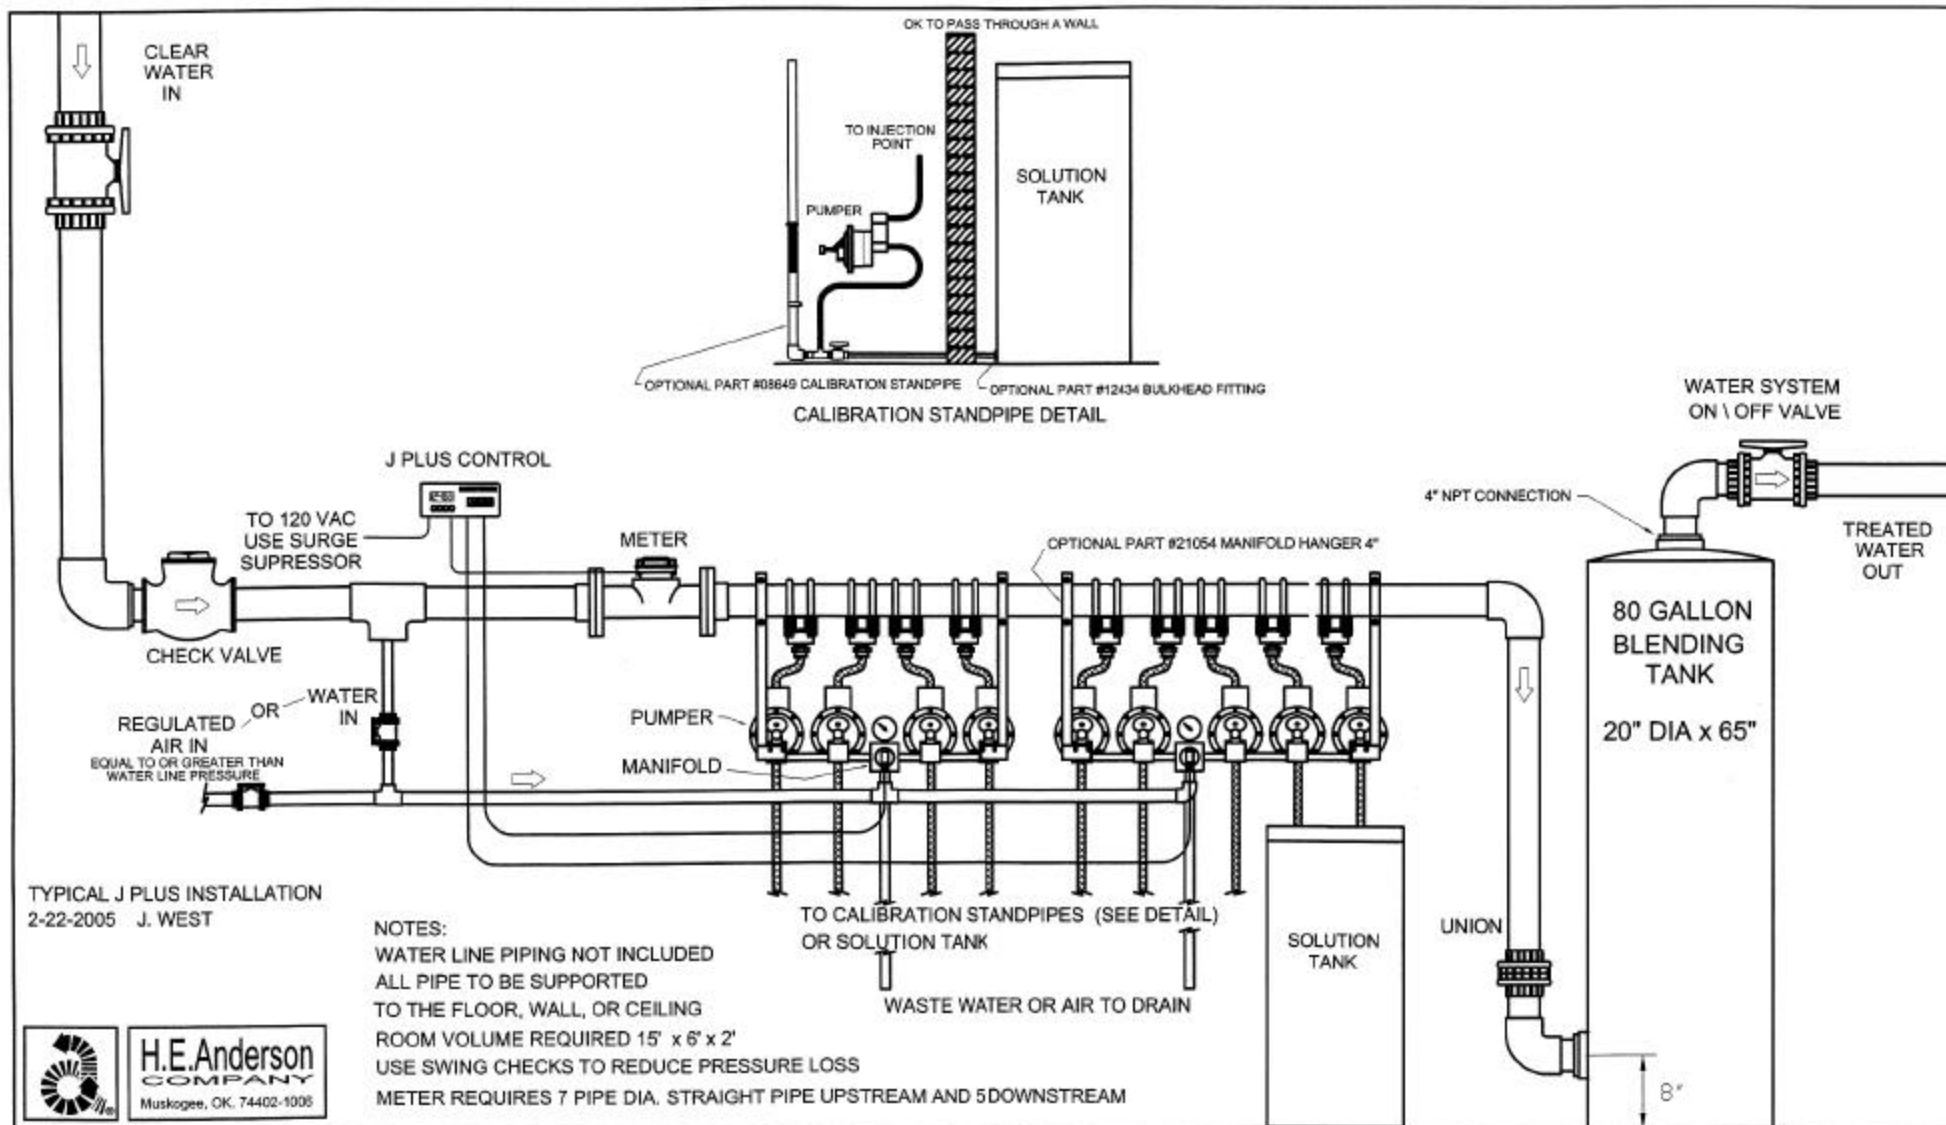 OK TO PASS THROUGH A WALL
CLEAR
WATER
IN
TO INJECTION
POINT
PUMPER
SOLUTION
TANK
OPTIONAL PART #08649 CALIBRATION STANDPIPE
OPTIONAL PART #12434 BULKHEAD FITTING
CALIBRATION STANDPIPE DETAIL
WATER SYSTEM
ON \ OFF VALVE
J PLUS CONTROL
4" NPT CONNECTION
TO 120 VAC
USE SURGE
SUPRESSOR
METER
OPTIONAL PART #21054 MANIFOLD HANGER 4"
TREATED
WATER
OUT
80 GALLON
BLENDING
TANK
20" DIA x 65"
CHECK VALVE
REGULATED
AIR IN
EQUAL TO OR GREATER THAN
WATER LINE PRESSURE
OR
WATER
IN
PUMPER
MANIFOLD
TYPICAL J PLUS INSTALLATION
2-22-2005 J. WEST
TO CALIBRATION STANDPIPES (SEE DETAIL)
OR SOLUTION TANK
WASTE WATER OR AIR TO DRAIN
SOLUTION
TANK
UNION
8"
NOTES:
WATER LINE PIPING NOT INCLUDED
ALL PIPE TO BE SUPPORTED
TO THE FLOOR, WALL, OR CEILING
ROOM VOLUME REQUIRED 15' x 6' x 2'
USE SWING CHECKS TO REDUCE PRESSURE LOSS
METER REQUIRES 7 PIPE DIA. STRAIGHT PIPE UPSTREAM AND 5 DOWNSTREAM
H.E.Anderson
COMPANY
Muskogee, OK. 74402-1006